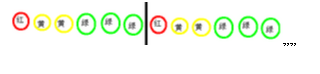 红 黄 黄 绿 绿 绿 红 黄 黄 绿 绿 绿 ,,,,